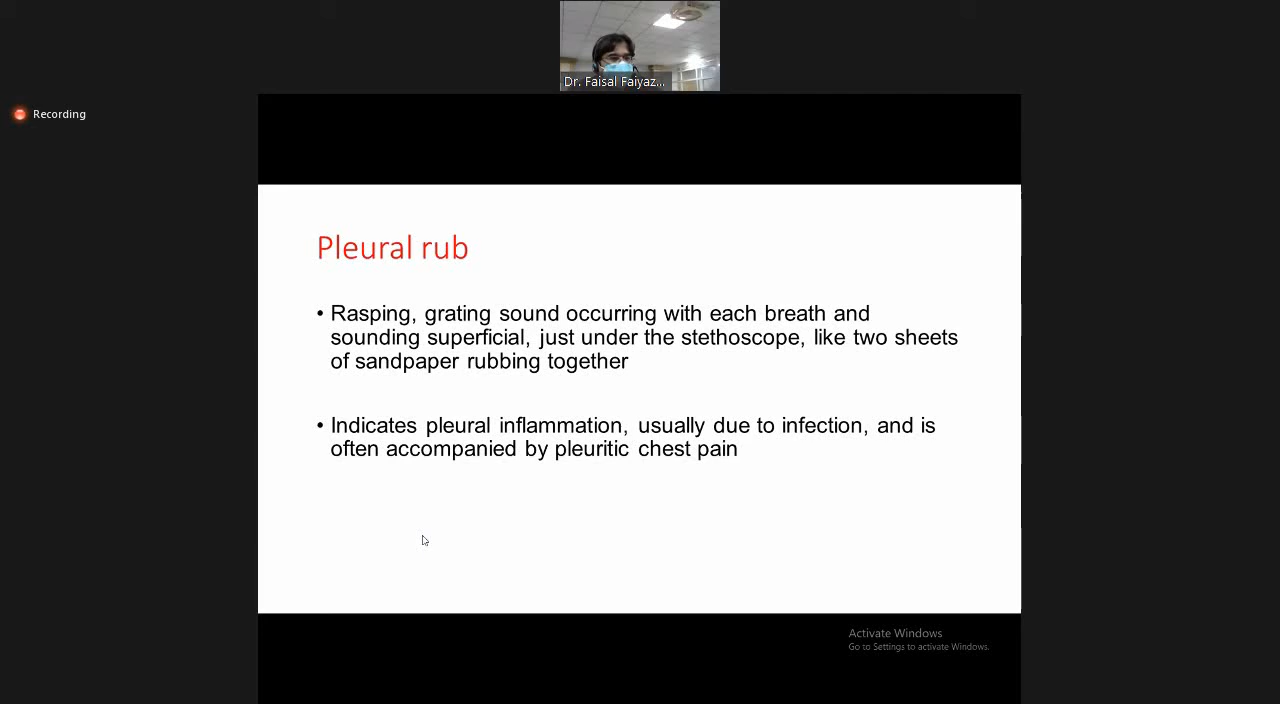 Dr. Faisal Faiyaz...
Recording
Pleural rub
• Rasping, grating sound occurring with each breath and
sounding superficial, just under the stethoscope, like two sheets
of sandpaper rubbing together
• Indicates pleural inflammation, usually due to infection, and is
often accompanied by pleuritic chest pain
Activate Windows
Go to Settings to activate Windows.